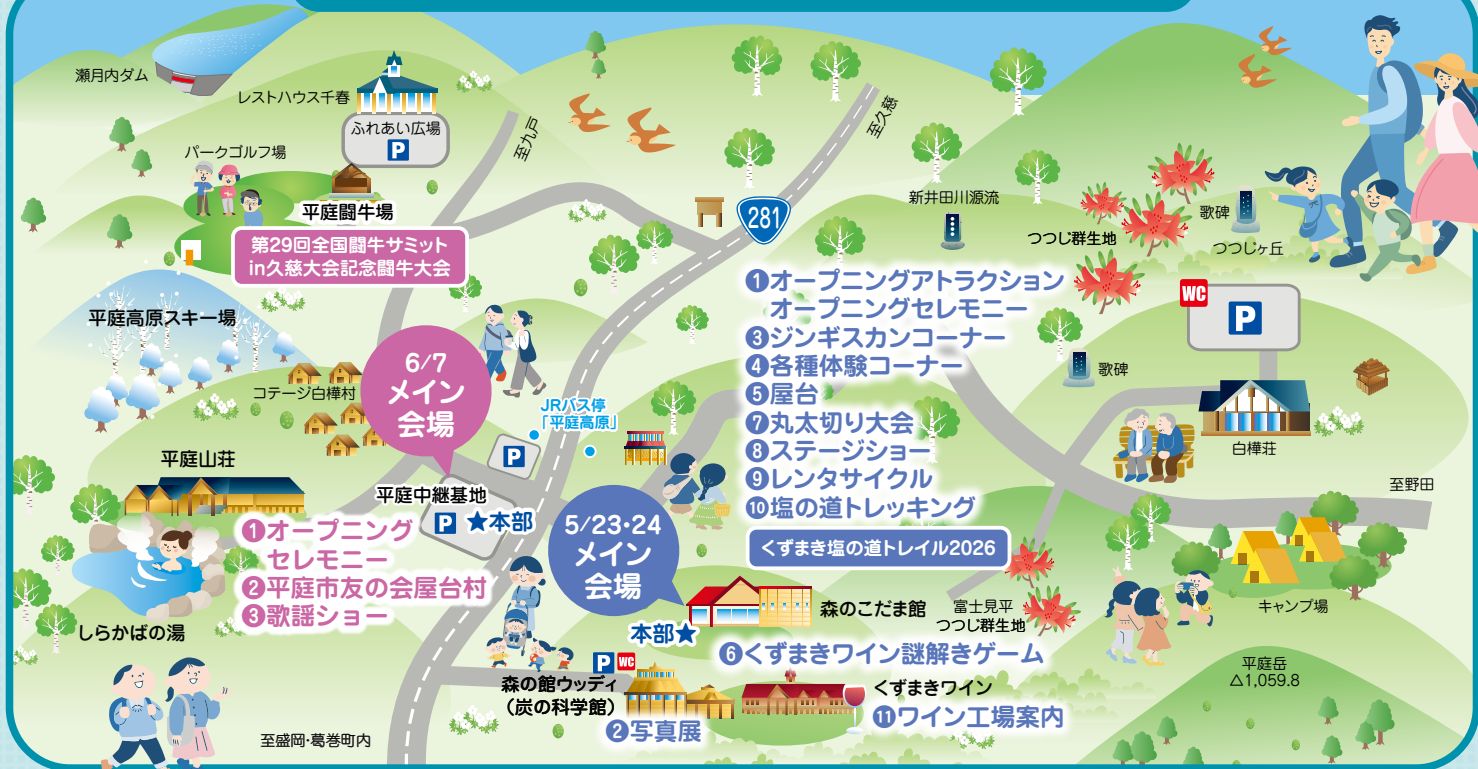 瀬月内ダム
レストハウス千春
ふれあい広場
P
至九戸
至久慈
パークゴルフ場
平庭闘牛場
第29回全国闘牛サミット
in久慈大会記念闘牛大会
281
新井田川源流
つつじ群生地
歌碑
つつじヶ丘
平庭高原スキー場
コテージ白樺村
6/7
メイン
会場
JRバス停
「平庭高原」
P
❶オープニングアトラクション
オープニングセレモニー
❸ジンギスカンコーナー
❹各種体験コーナー
❺屋台
❼丸太切り大会
❽ステージショー
❾レンタサイクル
❿塩の道トレッキング
くずまき塩の道トレイル2026
WC
P
歌碑
白樺荘
至野田
平庭山荘
平庭中継基地
P ★本部
❶オープニング
セレモニー
❷平庭市友の会屋台村
❸歌謡ショー
しらかばの湯
5/23・24
メイン
会場
森のこだま館
本部★
富士見平
つつじ群生地
キャンプ場
❻くずまきワイン謎解きゲーム
P WC
森の館ウッディ
（炭の科学館）
❷写真展
くずまきワイン
⓫ワイン工場案内
平庭岳
△1,059.8
至盛岡・葛巻町内